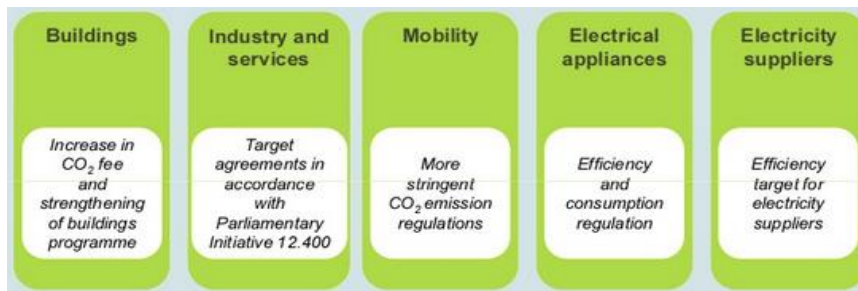 Buildings
Increase in
CO₂ fee
and
strengthening
of buildings
programme
Industry and
services
Target
agreements in
accordance
with
Parliamentary
Initiative 12.400
Mobility
More
stringent
CO₂ emission
regulations
Electrical
appliances
Efficiency
and
consumption
regulation
Electricity
suppliers
Efficiency
target for
electricity
suppliers